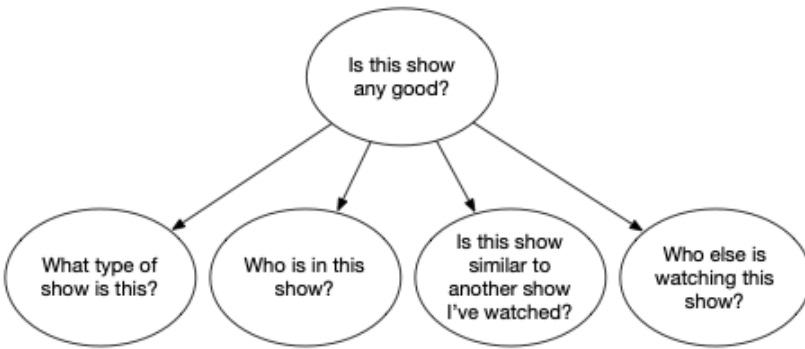 Is this show
any good?
What type of
show is this?
Who is in this
show?
Is this show
similar to
another show
I've watched?
Who else is
watching this
show?